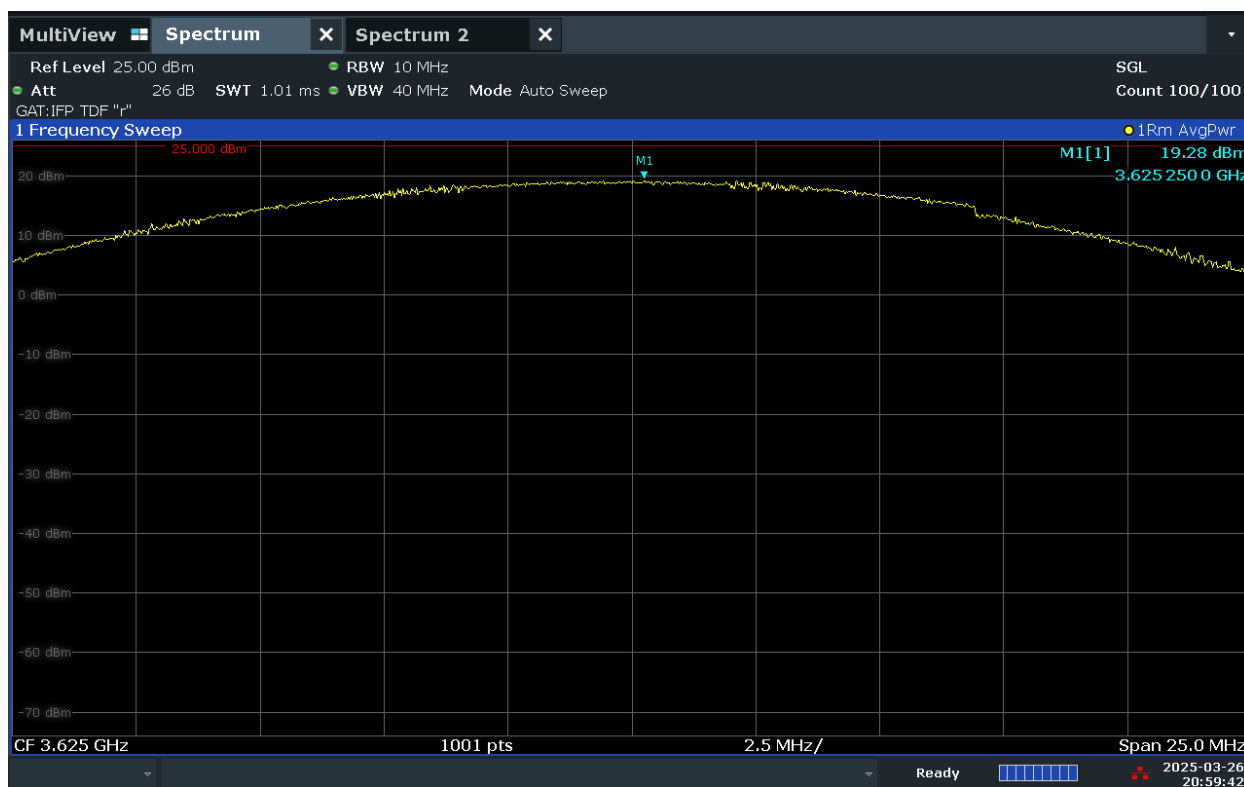 MultiView Spectrum X Spectrum 2 X
Ref Level 25.00 dBm RBW 10 MHz SGL
Att 26 dB SWT 1.01 ms VBW 40 MHz Mode Auto Sweep Count 100/100
GAT:IFP TDF "r"
1 Frequency Sweep 1Rm AvgPwr
25.000 dBm M1[1] 19.28 dBm
M1
20 dBm 3.625 250 0 GHz
10 dBm
0 dBm
-10 dBm
-20 dBm
-30 dBm
-40 dBm
-50 dBm
-60 dBm
-70 dBm
CF 3.625 GHz 1001 pts 2.5 MHz/ Span 25.0 MHz
Ready 2025-03-26
20:59:42